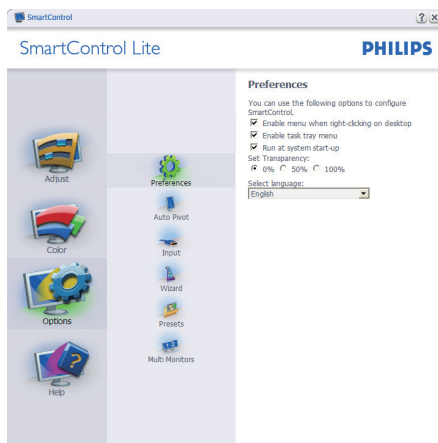 SmartControl
SmartControl Lite
PHILIPS
Adjust
Color
Options
Help
Preferences
Auto Pivot
Input
Wizard
Presets
Multi Monitors
Preferences
You can use the following options to configure
SmartControl.
Enable menu when right-clicking on desktop
Enable task tray menu
Run at system start-up
Set Transparency:
0% 50% 100%
Select language:
English